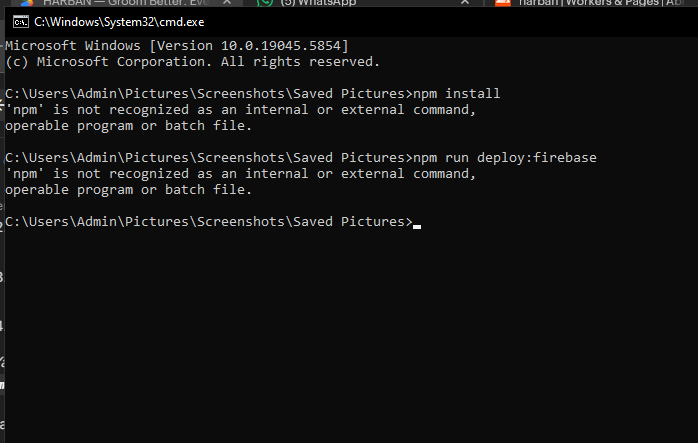 HARBAN — Groom Better. Eve
(5) WhatsApp
harban | Workers & Pages | Ab
C:\Windows\System32\cmd.exe
Microsoft Windows [Version 10.0.19045.5854]
(c) Microsoft Corporation. All rights reserved.
C:\Users\Admin\Pictures\Screenshots\Saved Pictures>npm install
'npm' is not recognized as an internal or external command,
operable program or batch file.
C:\Users\Admin\Pictures\Screenshots\Saved Pictures>npm run deploy:firebase
'npm' is not recognized as an internal or external command,
operable program or batch file.
C:\Users\Admin\Pictures\Screenshots\Saved Pictures>